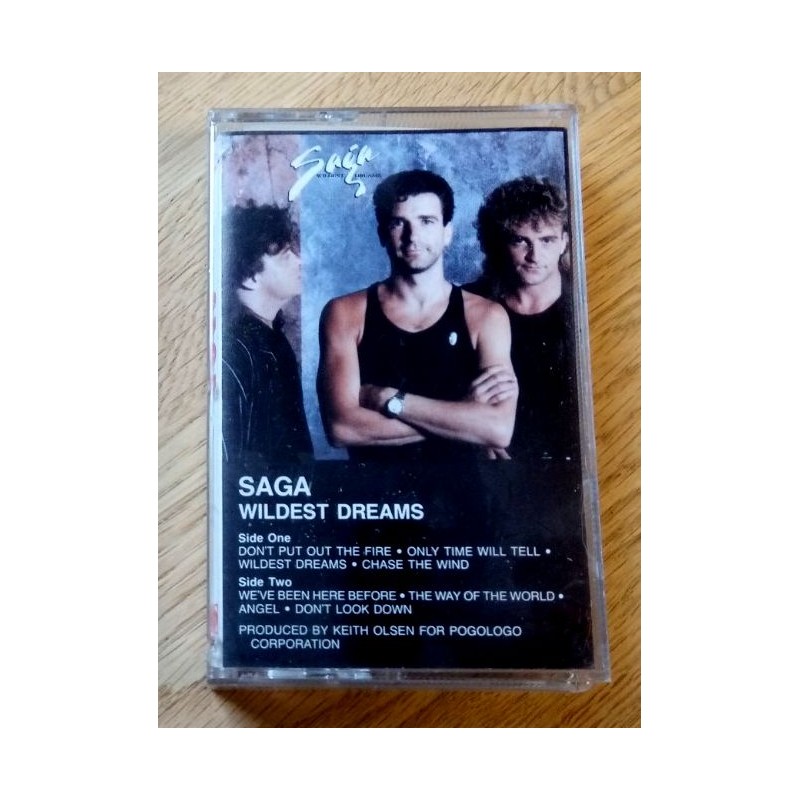 Saga
WILDEST DREAMS
SAGA
WILDEST DREAMS
Side One
DON'T PUT OUT THE FIRE • ONLY TIME WILL TELL •
WILDEST DREAMS • CHASE THE WIND
Side Two
WE'VE BEEN HERE BEFORE • THE WAY OF THE WORLD •
ANGEL • DON'T LOOK DOWN
PRODUCED BY KEITH OLSEN FOR POGOLOGO
CORPORATION